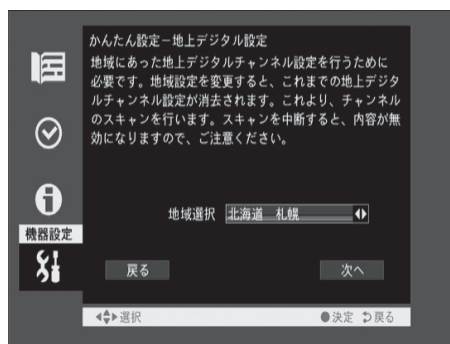 かんたん設定－地上デジタル設定
地域にあった地上デジタルチャンネル設定を行うために
必要です。地域設定を変更すると、これまでの地上デジタ
ルチャンネル設定が消去されます。これより、チャンネル
のスキャンを行います。スキャンを中断すると、内容が無
効になりますので、ご注意ください。
地域選択 北海道 札幌
機器設定
戻る 次へ
選択 決定 戻る